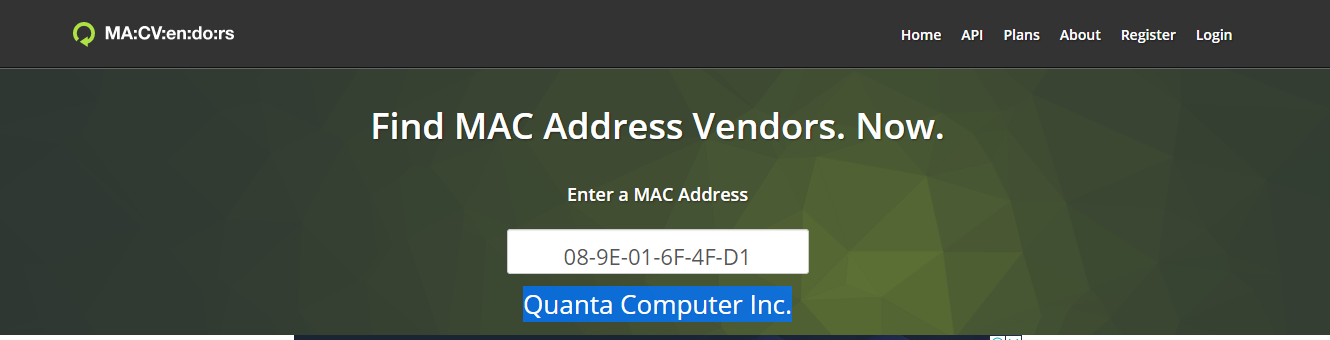 MA:CV:en:do:rs
Home API Plans About Register Login
Find MAC Address Vendors. Now.
Enter a MAC Address
08-9E-01-6F-4F-D1
Quanta Computer Inc.